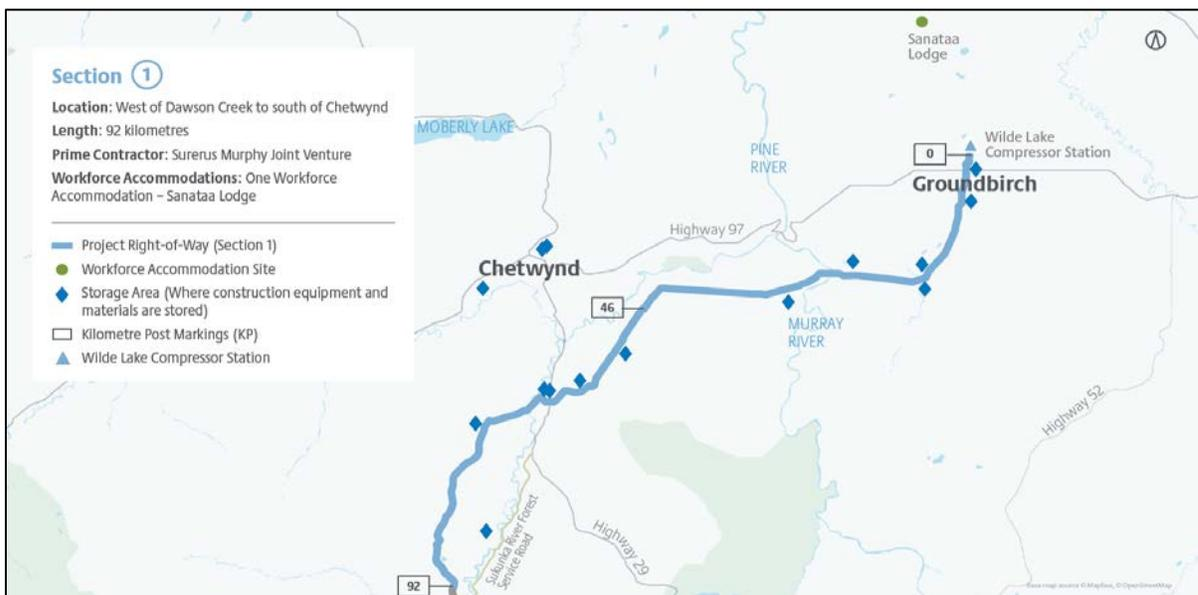 Section 1
Location: West of Dawson Creek to south of Chetwynd
Length: 92 kilometres
Prime Contractor: Surerus Murphy Joint Venture
Workforce Accommodations: One Workforce
Accommodation – Sanataa Lodge
Project Right-of-Way (Section 1)
Workforce Accommodation Site
Storage Area (Where construction equipment and
materials are stored)
Kilometre Post Markings (KP)
Wilde Lake Compressor Station
Sanataa
Lodge
MOBERLY LAKE
PINE
RIVER
0
Wilde Lake
Compressor Station
Groundbirch
Highway 97
Chetwynd
46
MURRAY
RIVER
Highway 52
Sukunka River Forest
Service Road
Highway 29
92
Base map source © Mapbox, © OpenStreetMap